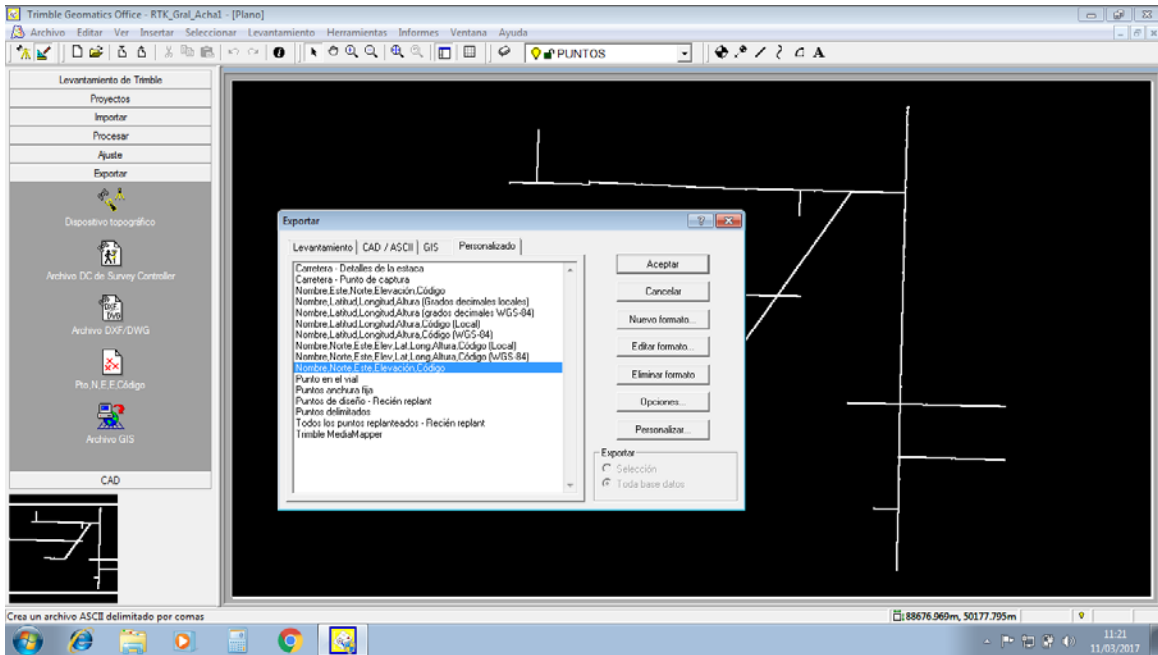 Trimble Geomatics Office - RTK_Gral_Acha1 - [Plano]
Archivo Editar Ver Insertar Seleccionar Levantamiento Herramientas Informes Ventana Ayuda
PUNTOS
A
Levantamiento de Trimble
Proyectos
Importar
Procesar
Ajuste
Exportar
Dispositivo topográfico
Archivo DC de Survey Controller
Archivo DXF/DWG
Pto,N,E,E,Código
Archivo GIS
CAD
Exportar
Levantamiento CAD / ASCII GIS Personalizado
Carretera - Detalles de la estaca
Carretera - Punto de captura
Nombre,Este,Norte,Elevación,Código
Nombre,Latitud,Longitud,Altura (Grados decimales locales)
Nombre,Latitud,Longitud,Altura (grados decimales WGS-84)
Nombre,Latitud,Longitud,Altura,Código (Local)
Nombre,Latitud,Longitud,Altura,Código (WGS-84)
Nombre,Norte,Este,Elev,Lat,Long,Altura,Código (Local)
Nombre,Norte,Este,Elev,Lat,Long,Altura,Código (WGS-84)
Nombre,Norte,Este,Elevación,Código
Punto en el vial
Puntos anchura fija
Puntos de diseño - Recién replant
Puntos delimitados
Todos los puntos replanteados - Recién replant
Trimble MediaMapper
Aceptar
Cancelar
Nuevo formato...
Editar formato...
Eliminar formato
Opciones...
Personalizar...
Exportar
Selección
Toda base datos
Crea un archivo ASCII delimitado por comas
88676.969m, 50177.795m
11:21
11/03/2017